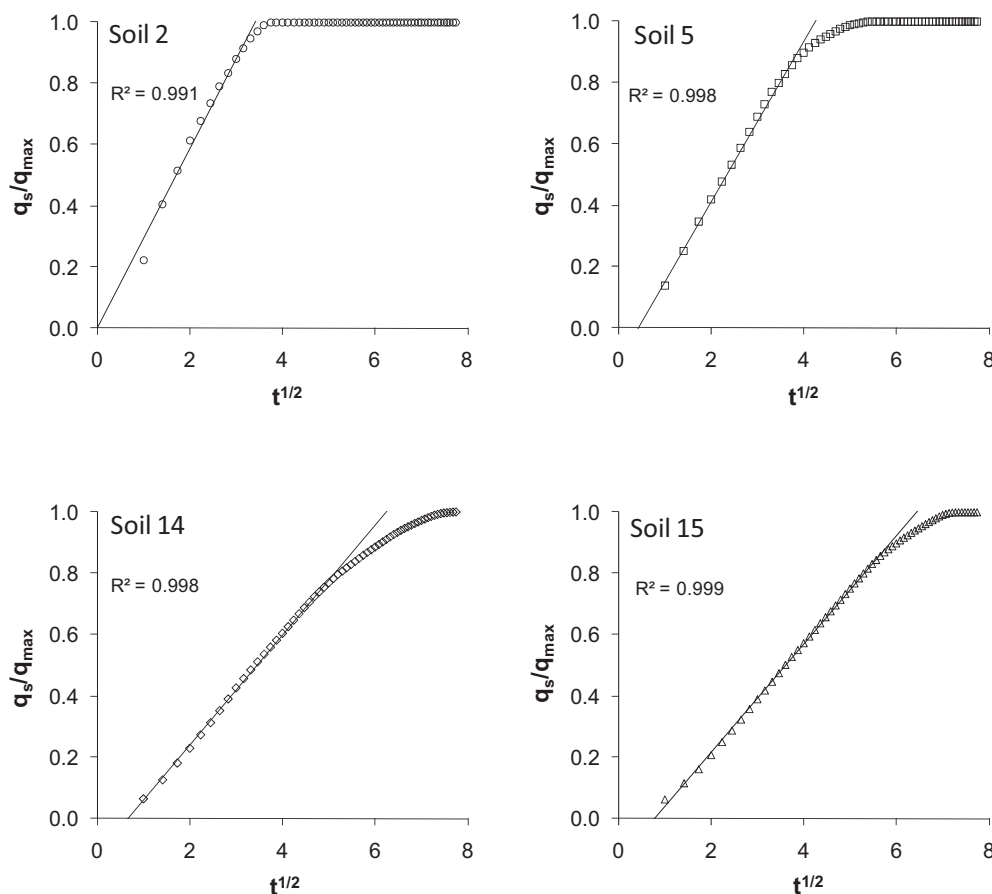 Soil 2
R² = 0.991
qs/qmax
1.0
0.8
0.6
0.4
0.2
0.0
0 2 4 6 8
t1/2
Soil 5
R² = 0.998
qs/qmax
1.0
0.8
0.6
0.4
0.2
0.0
0 2 4 6 8
t1/2
Soil 14
R² = 0.998
qs/qmax
1.0
0.8
0.6
0.4
0.2
0.0
0 2 4 6 8
t1/2
Soil 15
R² = 0.999
qs/qmax
1.0
0.8
0.6
0.4
0.2
0.0
0 2 4 6 8
t1/2